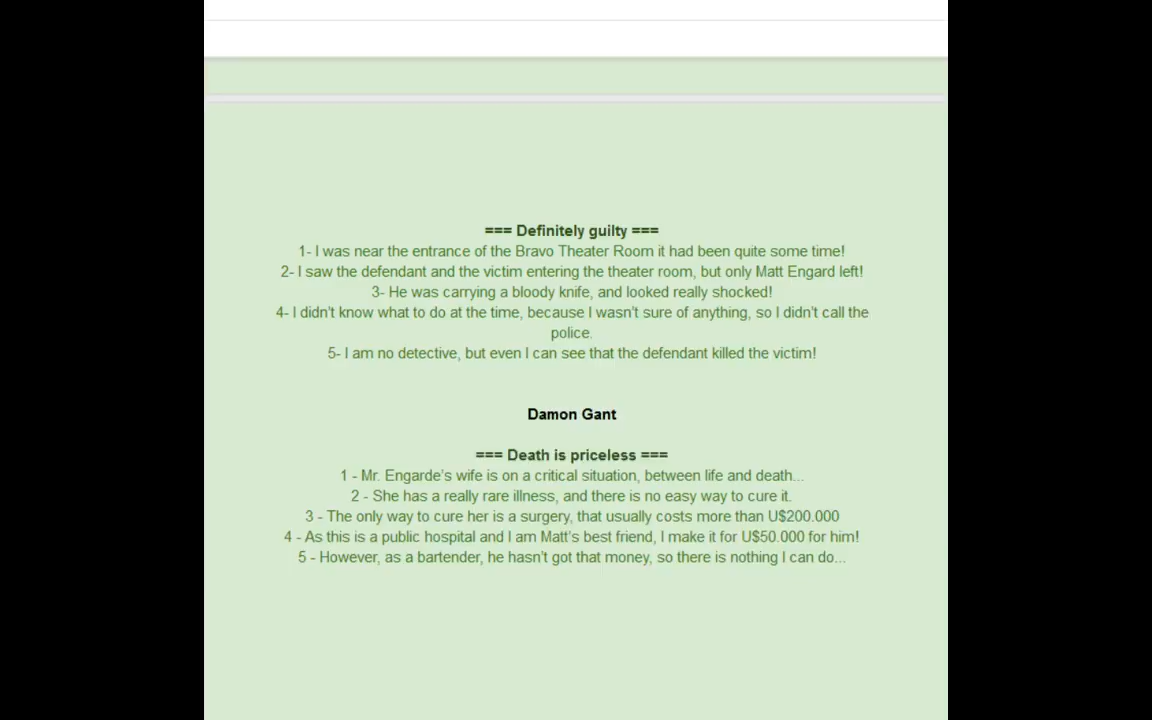 === Definitely guilty ===
1- I was near the entrance of the Bravo Theater Room it had been quite some time!
2- I saw the defendant and the victim entering the theater room, but only Matt Engard left!
3- He was carrying a bloody knife, and looked really shocked!
4- I didn't know what to do at the time, because I wasn't sure of anything, so I didn't call the
police.
5- I am no detective, but even I can see that the defendant killed the victim!
Damon Gant
=== Death is priceless ===
1 - Mr. Engarde's wife is on a critical situation, between life and death...
2 - She has a really rare illness, and there is no easy way to cure it.
3 - The only way to cure her is a surgery, that usually costs more than U$200.000
4 - As this is a public hospital and I am Matt's best friend, I make it for U$50.000 for him!
5 - However, as a bartender, he hasn't got that money, so there is nothing I can do...